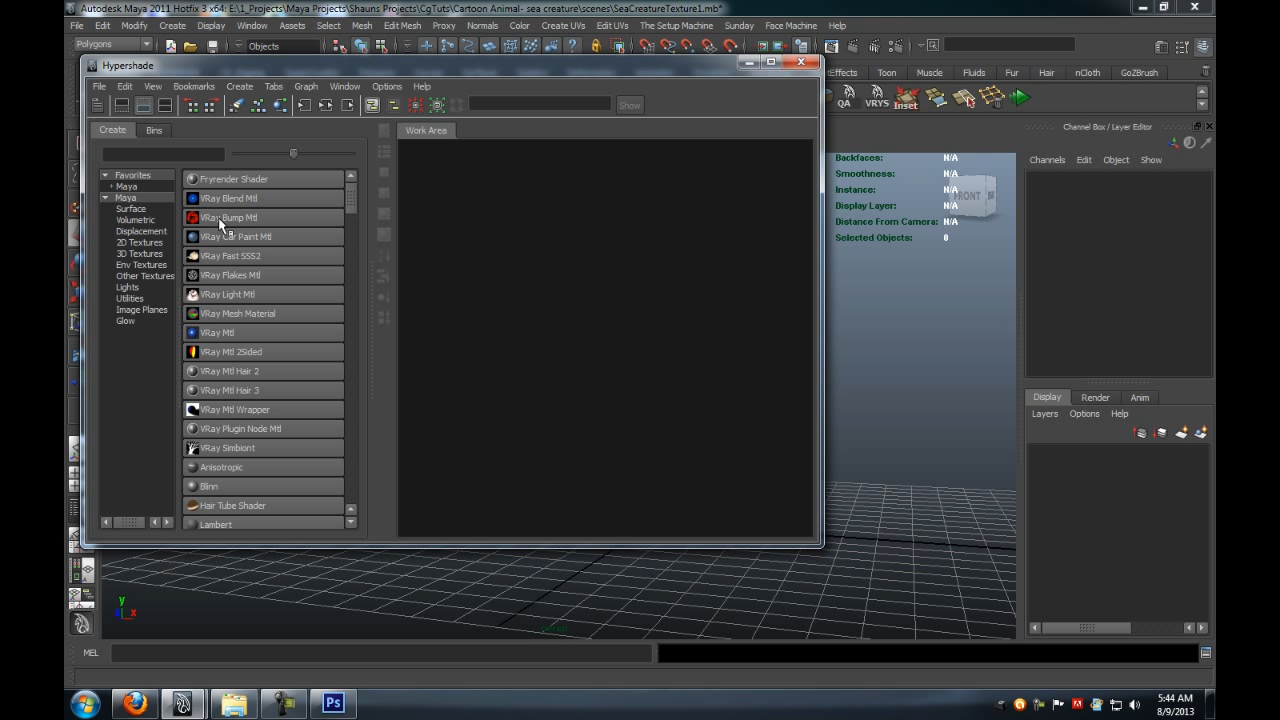 Autodesk Maya 2011 Hotfix 3 x64: E:\1_Projects\Maya Projects\Shauns Projects\CgTuts\Cartoon Animal- sea creature\scenes\SeaCreatureTexture1.mb*
File Edit Modify Create Display Window Assets Select Mesh Edit Mesh Proxy Normals Color Create UVs Edit UVs The Setup Machine Sunday Face Machine Help
Polygons Objects
Hypershade
Effects Toon Muscle Fluids Fur Hair nCloth GoZBrush
File Edit View Bookmarks Create Tabs Graph Window Options Help
QA VRYS Inset
Show
Create Bins Work Area
Channel Box / Layer Editor
Channels Edit Object Show
Favorites
Maya
Maya
Surface
Volumetric
Displacement
2D Textures
3D Textures
Env Textures
Other Textures
Lights
Utilities
Image Planes
Glow
Fryrender Shader
VRay Blend Mtl
VRay Bump Mtl
VRay Car Paint Mtl
VRay Fast SSS2
VRay Flakes Mtl
VRay Light Mtl
VRay Mesh Material
VRay Mtl
VRay Mtl 2Sided
VRay Mtl Hair 2
VRay Mtl Hair 3
VRay Mtl Wrapper
VRay Plugin Node Mtl
VRay Simbiont
Anisotropic
Blinn
Hair Tube Shader
Lambert
Backfaces: N/A
Smoothness: N/A
Instance: N/A
Display Layer: N/A
Distance From Camera: N/A
Selected Objects: 0
FRONT
Display Render Anim
Layers Options Help
y
x
persp
MEL
Ps
5:44 AM
8/9/2013